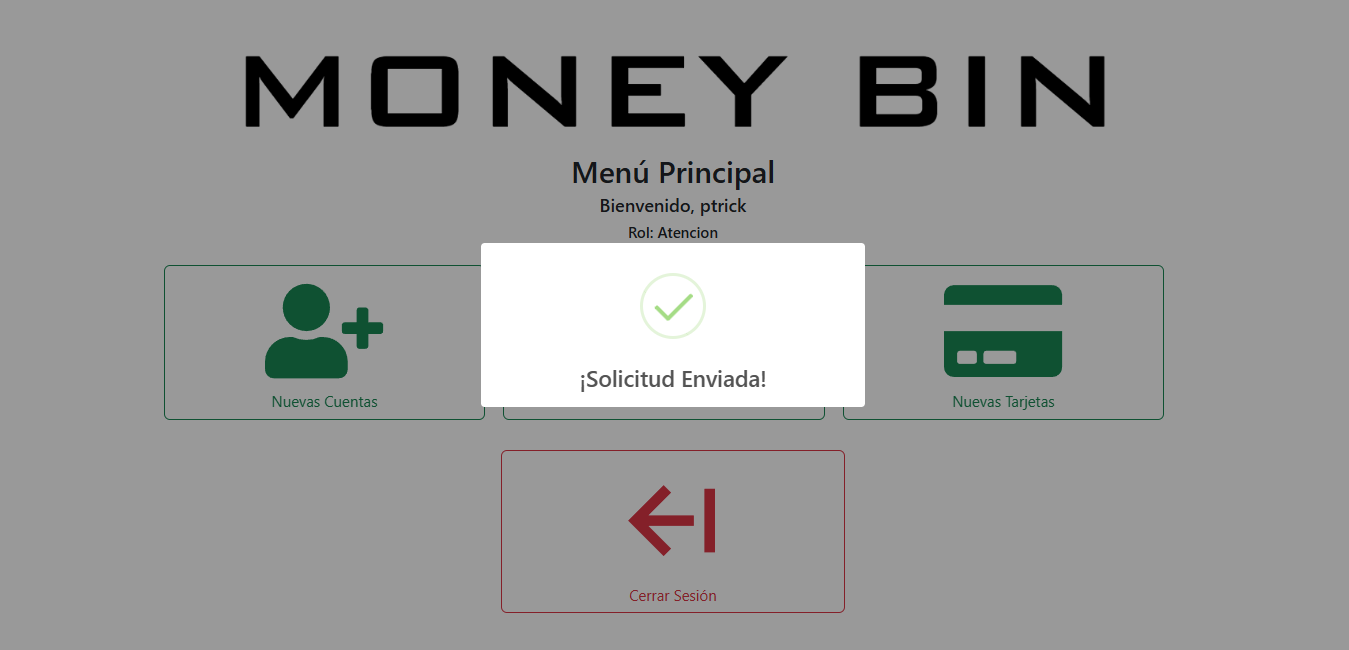 MONEY BIN
Menú Principal
Bienvenido, ptrick
Rol: Atencion
¡Solicitud Enviada!
Nuevas Cuentas
Nuevas Tarjetas
Cerrar Sesión